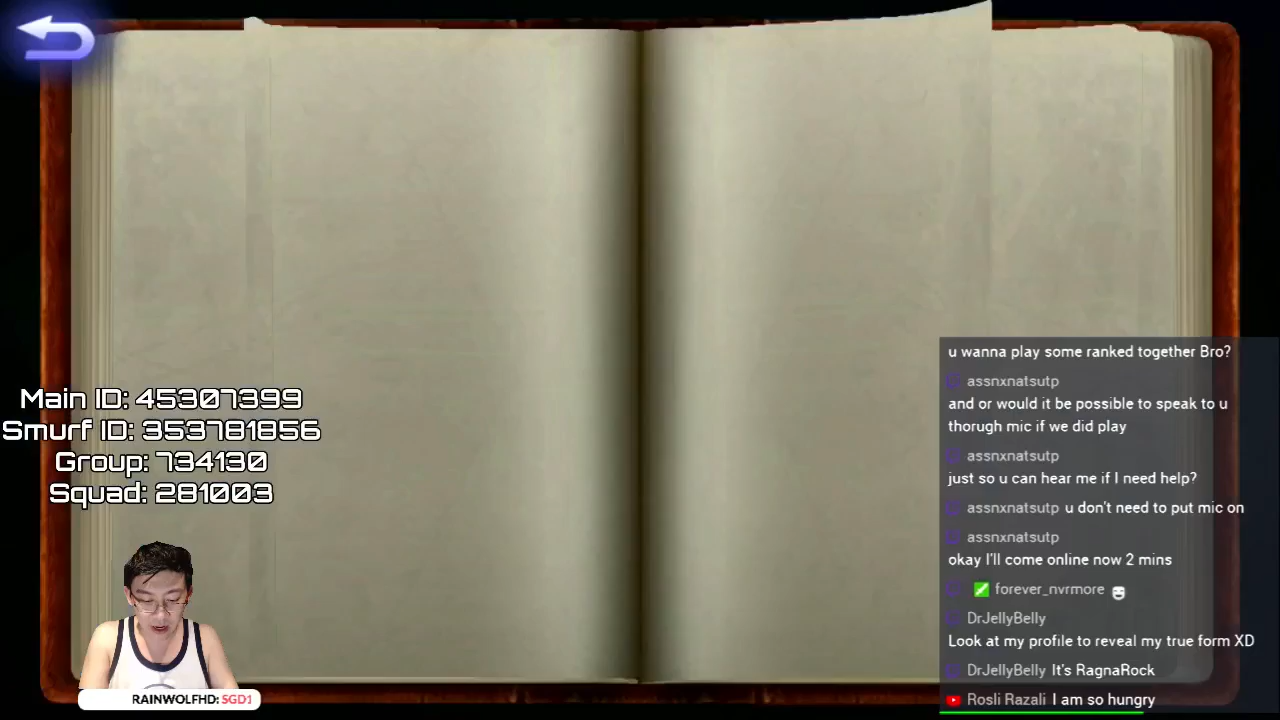 Main ID: 45307399
Smurf ID: 353781856
Group: 734130
Squad: 281003
RAINWOLFHD: SGD1
u wanna play some ranked together Bro?
assnxnatsutp
and or would it be possible to speak to u
thorugh mic if we did play
assnxnatsutp
just so u can hear me if I need help?
assnxnatsutp u don't need to put mic on
assnxnatsutp
okay I'll come online now 2 mins
forever_nvrmore
DrJellyBelly
Look at my profile to reveal my true form XD
DrJellyBelly It's RagnaRock
Rosli Razali I am so hungry